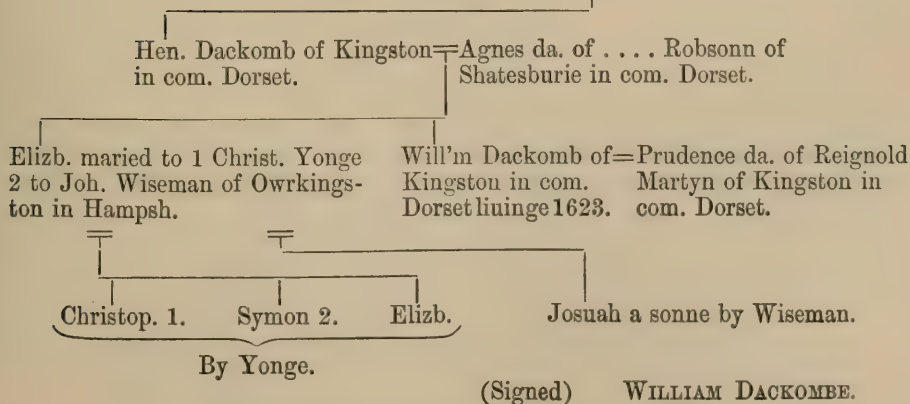 Hen. Dackomb of Kingston=Agnes da. of .... Robsonn of
in com. Dorset. Shatesburie in com. Dorset.
Elizb. maried to 1 Christ. Yonge Will'm Dackomb of=Prudence da. of Reignold
2 to Joh. Wiseman of Owrkings- Kingston in com. Martyn of Kingston in
ton in Hampsh. Dorset liuinge 1623. com. Dorset.
Christop. 1. Symon 2. Elizb. Josuah a sonne by Wiseman.
By Yonge.
(Signed) WILLIAM DACKOMBE.